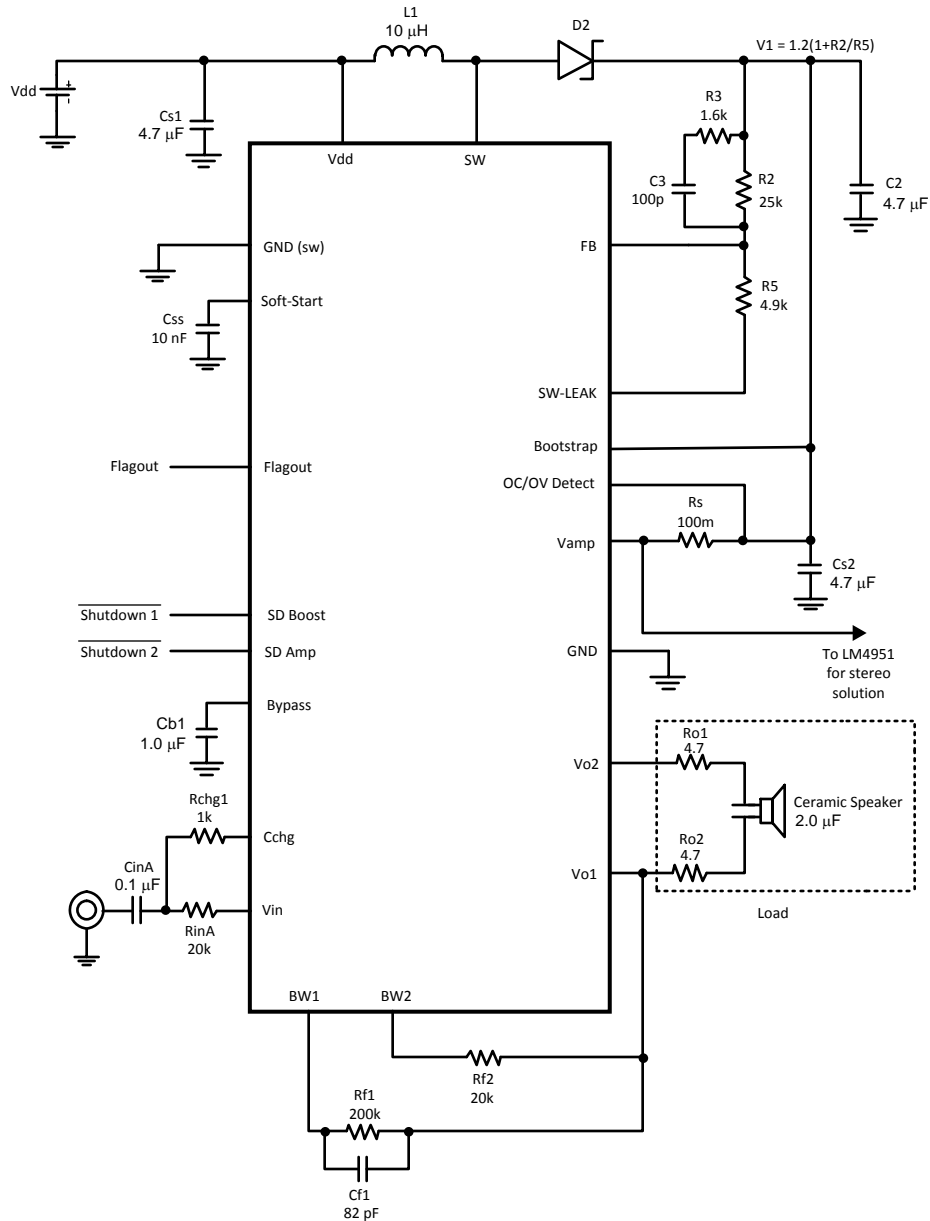 L1
10 μH
D2
V1 = 1.2(1+R2/R5)
Vdd
+
-
Cs1
4.7 μF
R3
1.6k
Vdd
SW
C3
100p
R2
25k
C2
4.7 μF
GND (sw)
FB
Soft-Start
R5
4.9k
Css
10 nF
SW-LEAK
Bootstrap
Flagout
Flagout
OC/OV Detect
Rs
100m
Vamp
Cs2
4.7 μF
Shutdown 1
SD Boost
Shutdown 2
SD Amp
GND
To LM4951
for stereo
solution
Bypass
Cb1
1.0 μF
Vo2
Ro1
4.7
Ceramic Speaker
2.0 μF
Rchg1
1k
Cchg
Ro2
4.7
Vo1
CinA
0.1 μF
Vin
RinA
20k
Load
BW1
BW2
Rf2
20k
Rf1
200k
Cf1
82 pF